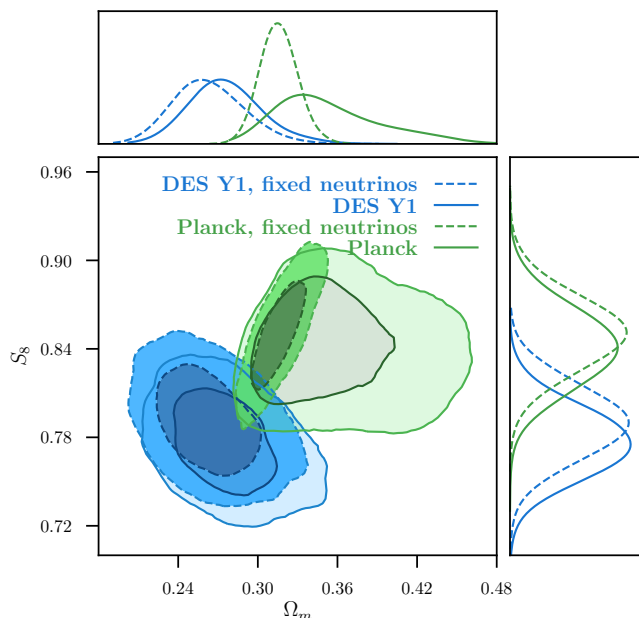 0.96
0.90
0.84
0.78
0.72
S₈
DES Y1, fixed neutrinos
DES Y1
Planck, fixed neutrinos
Planck
0.24 0.30 0.36 0.42 0.48
Ωₘ